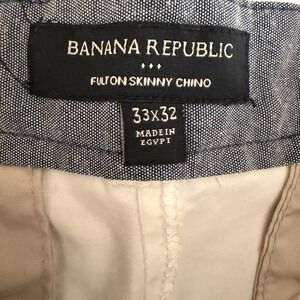 BANANA REPUBLIC
FULTON SKINNY CHINO
33X32
MADE IN
EGYPT